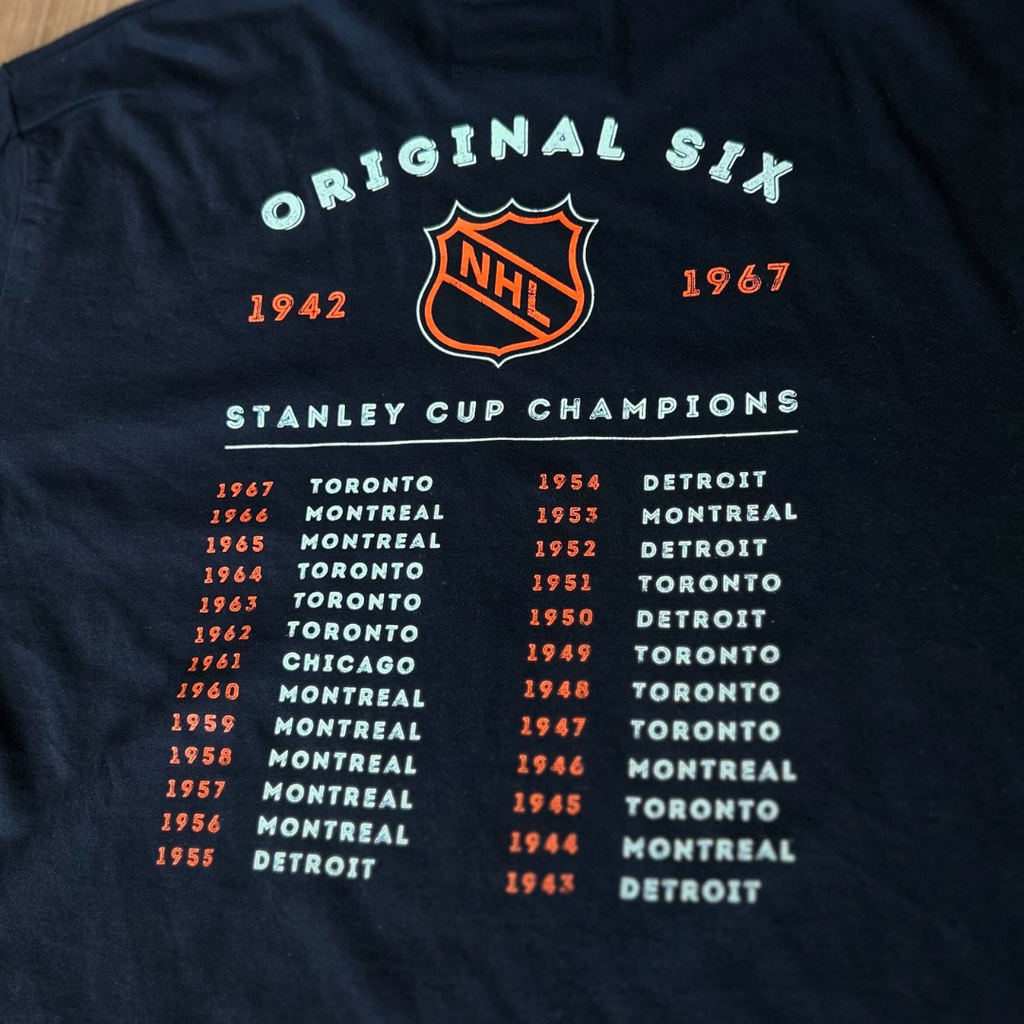 ORIGINAL SIX
NHL
1942 1967
STANLEY CUP CHAMPIONS
1967 TORONTO
1966 MONTREAL
1965 MONTREAL
1964 TORONTO
1963 TORONTO
1962 TORONTO
1961 CHICAGO
1960 MONTREAL
1959 MONTREAL
1958 MONTREAL
1957 MONTREAL
1956 MONTREAL
1955 DETROIT
1954 DETROIT
1953 MONTREAL
1952 DETROIT
1951 TORONTO
1950 DETROIT
1949 TORONTO
1948 TORONTO
1947 TORONTO
1946 MONTREAL
1945 TORONTO
1944 MONTREAL
1943 DETROIT